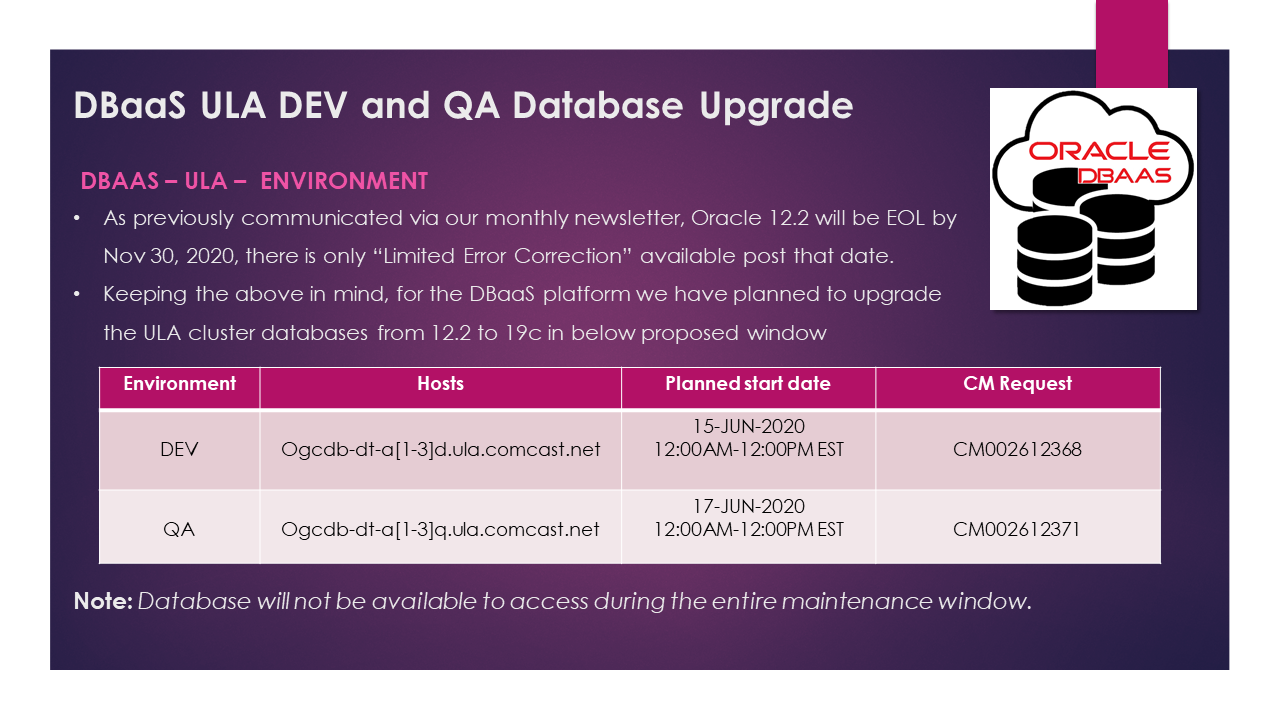 DBaaS ULA DEV and QA Database Upgrade
ORACLE
DBAAS
DBAAS – ULA – ENVIRONMENT
• As previously communicated via our monthly newsletter, Oracle 12.2 will be EOL by
Nov 30, 2020, there is only “Limited Error Correction” available post that date.
• Keeping the above in mind, for the DBaaS platform we have planned to upgrade
the ULA cluster databases from 12.2 to 19c in below proposed window
Environment Hosts Planned start date CM Request
DEV Ogcdb-dt-a[1-3]d.ula.comcast.net 15-JUN-2020
12:00AM-12:00PM EST CM002612368
QA Ogcdb-dt-a[1-3]q.ula.comcast.net 17-JUN-2020
12:00AM-12:00PM EST CM002612371
Note: Database will not be available to access during the entire maintenance window.